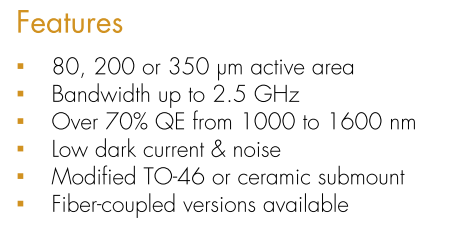 Features
▪ 80, 200 or 350 µm active area
▪ Bandwidth up to 2.5 GHz
▪ Over 70% QE from 1000 to 1600 nm
▪ Low dark current & noise
▪ Modified TO-46 or ceramic submount
▪ Fiber-coupled versions available